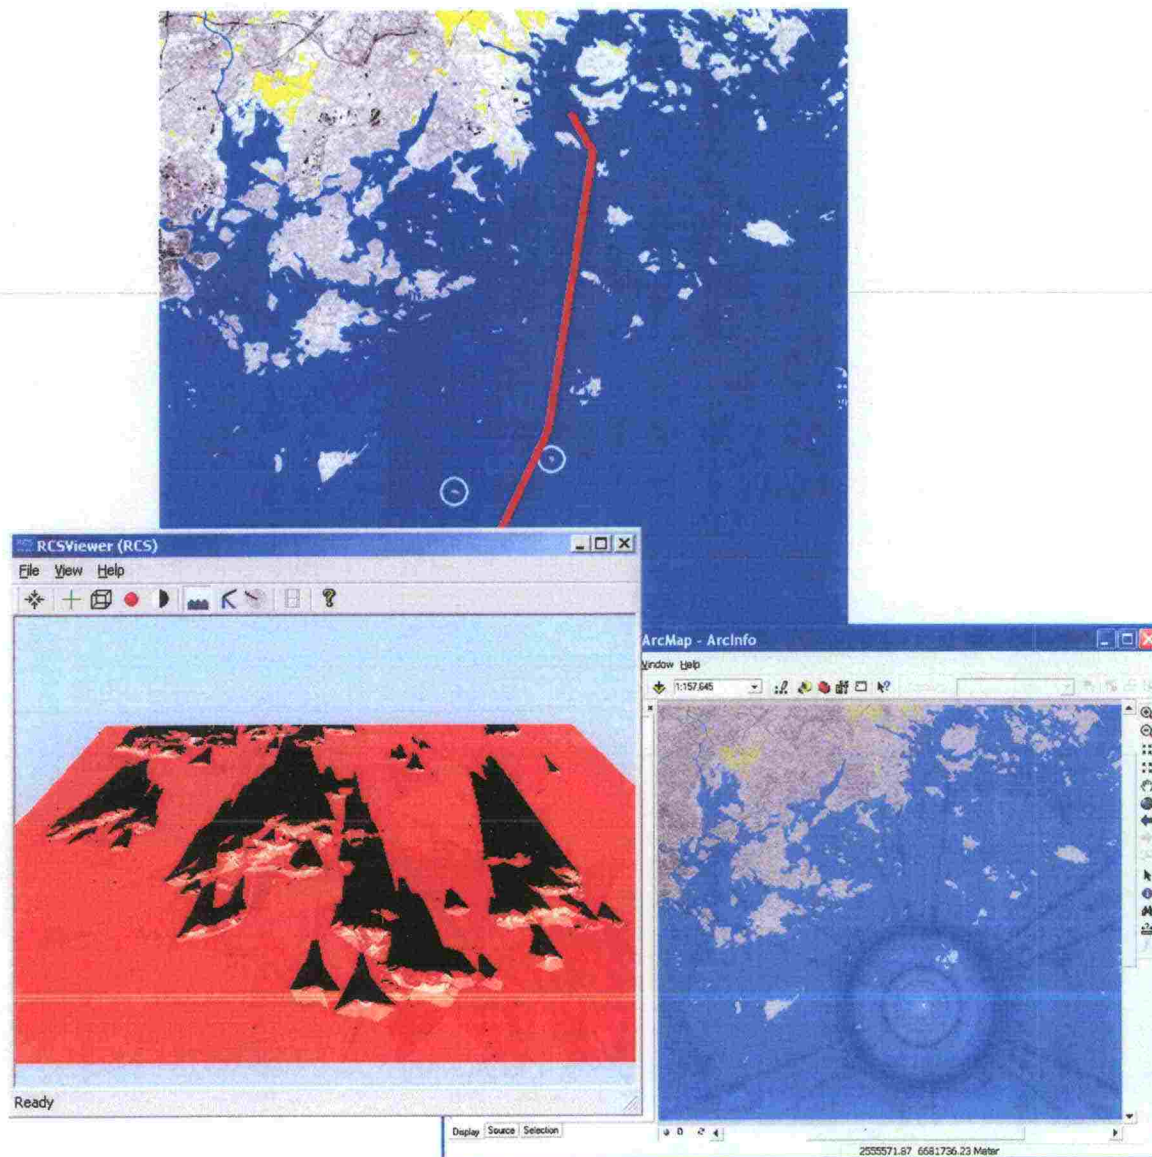 RCSViewer (RCS)
File View Help
Ready
ArcMap - ArcInfo
Window Help
1:157,645
Display Source Selection
2555571.87 6681736.23 Meter